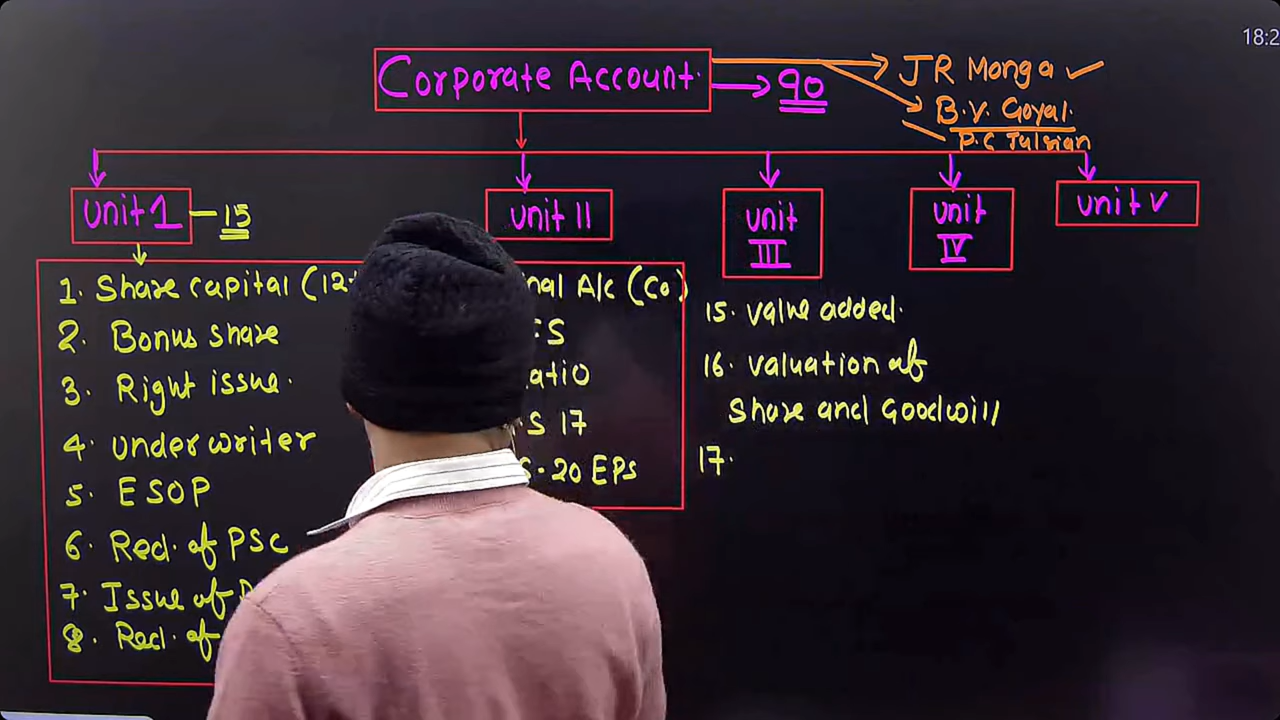 18:2
Corporate Account.
90
JR Monga
B.V. Goyal.
P.C Tulsian
Unit 1
15
unit II
unit
III
unit
IV
unit V
1. Share capital (12
2. Bonus share
3. Right issue.
4. underwriter
5. ESOP
6. Red. of PSC
7. Issue of
8. Red. of
nal A/c (Co)
FS
atio
S 17
S. 20 EPS
15. value added.
16. valuation of
Share and Goodwill
17.